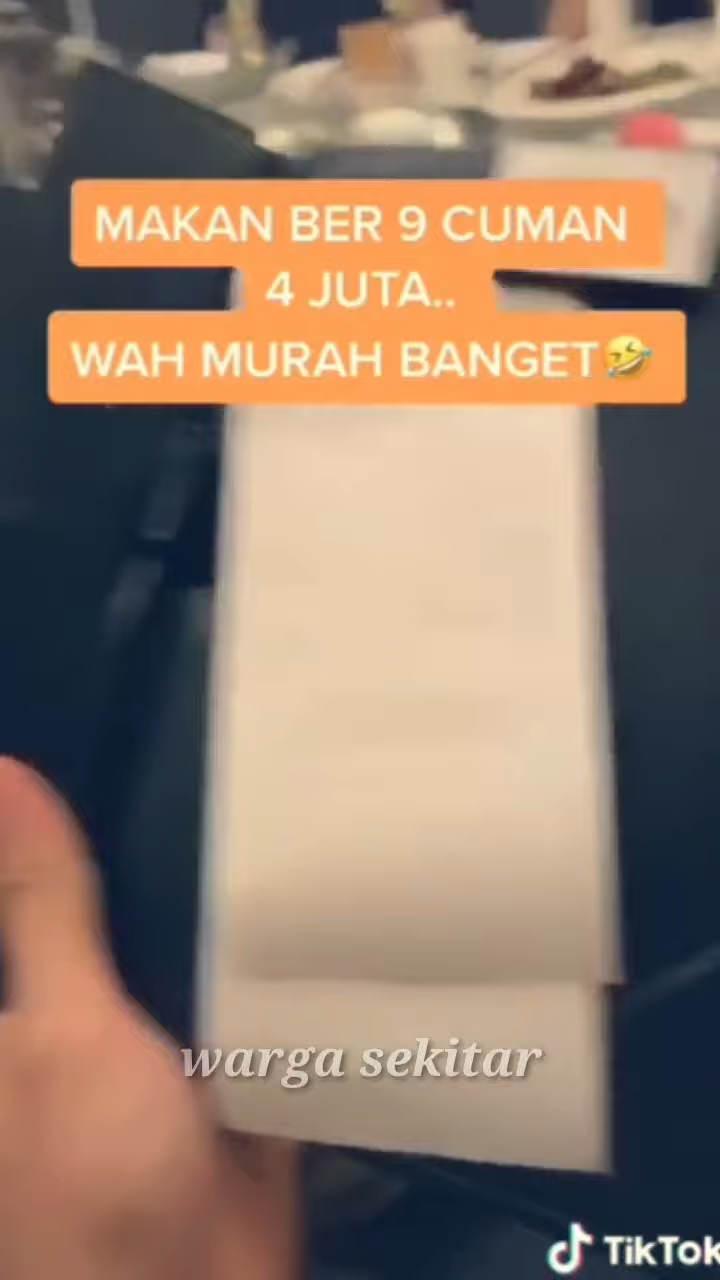 MAKAN BER 9 CUMAN
4 JUTA..
WAH MURAH BANGET🤣
warga sekitar
TikTok